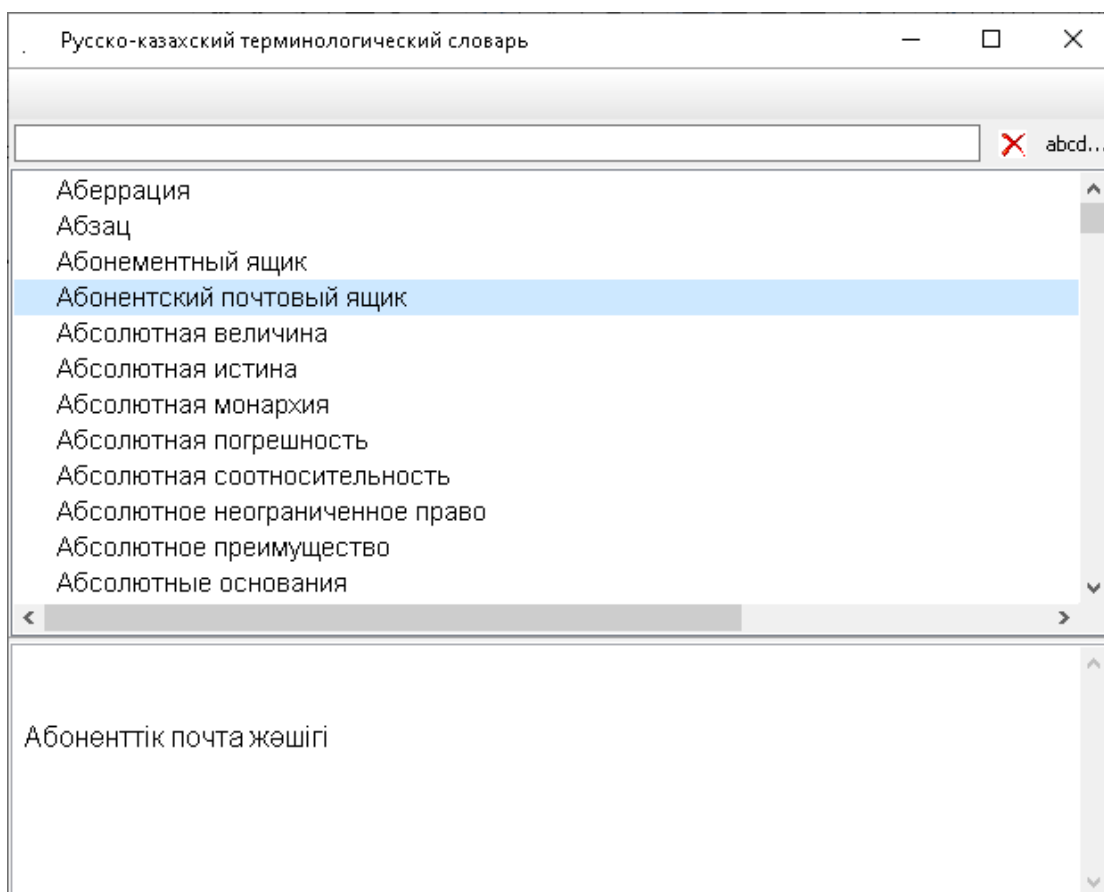 Русско-казахский терминологический словарь
abcd...
Аберрация
Абзац
Абонементный ящик
Абонентский почтовый ящик
Абсолютная величина
Абсолютная истина
Абсолютная монархия
Абсолютная погрешность
Абсолютная соотносительность
Абсолютное неограниченное право
Абсолютное преимущество
Абсолютные основания
Абоненттік почта жәшігі